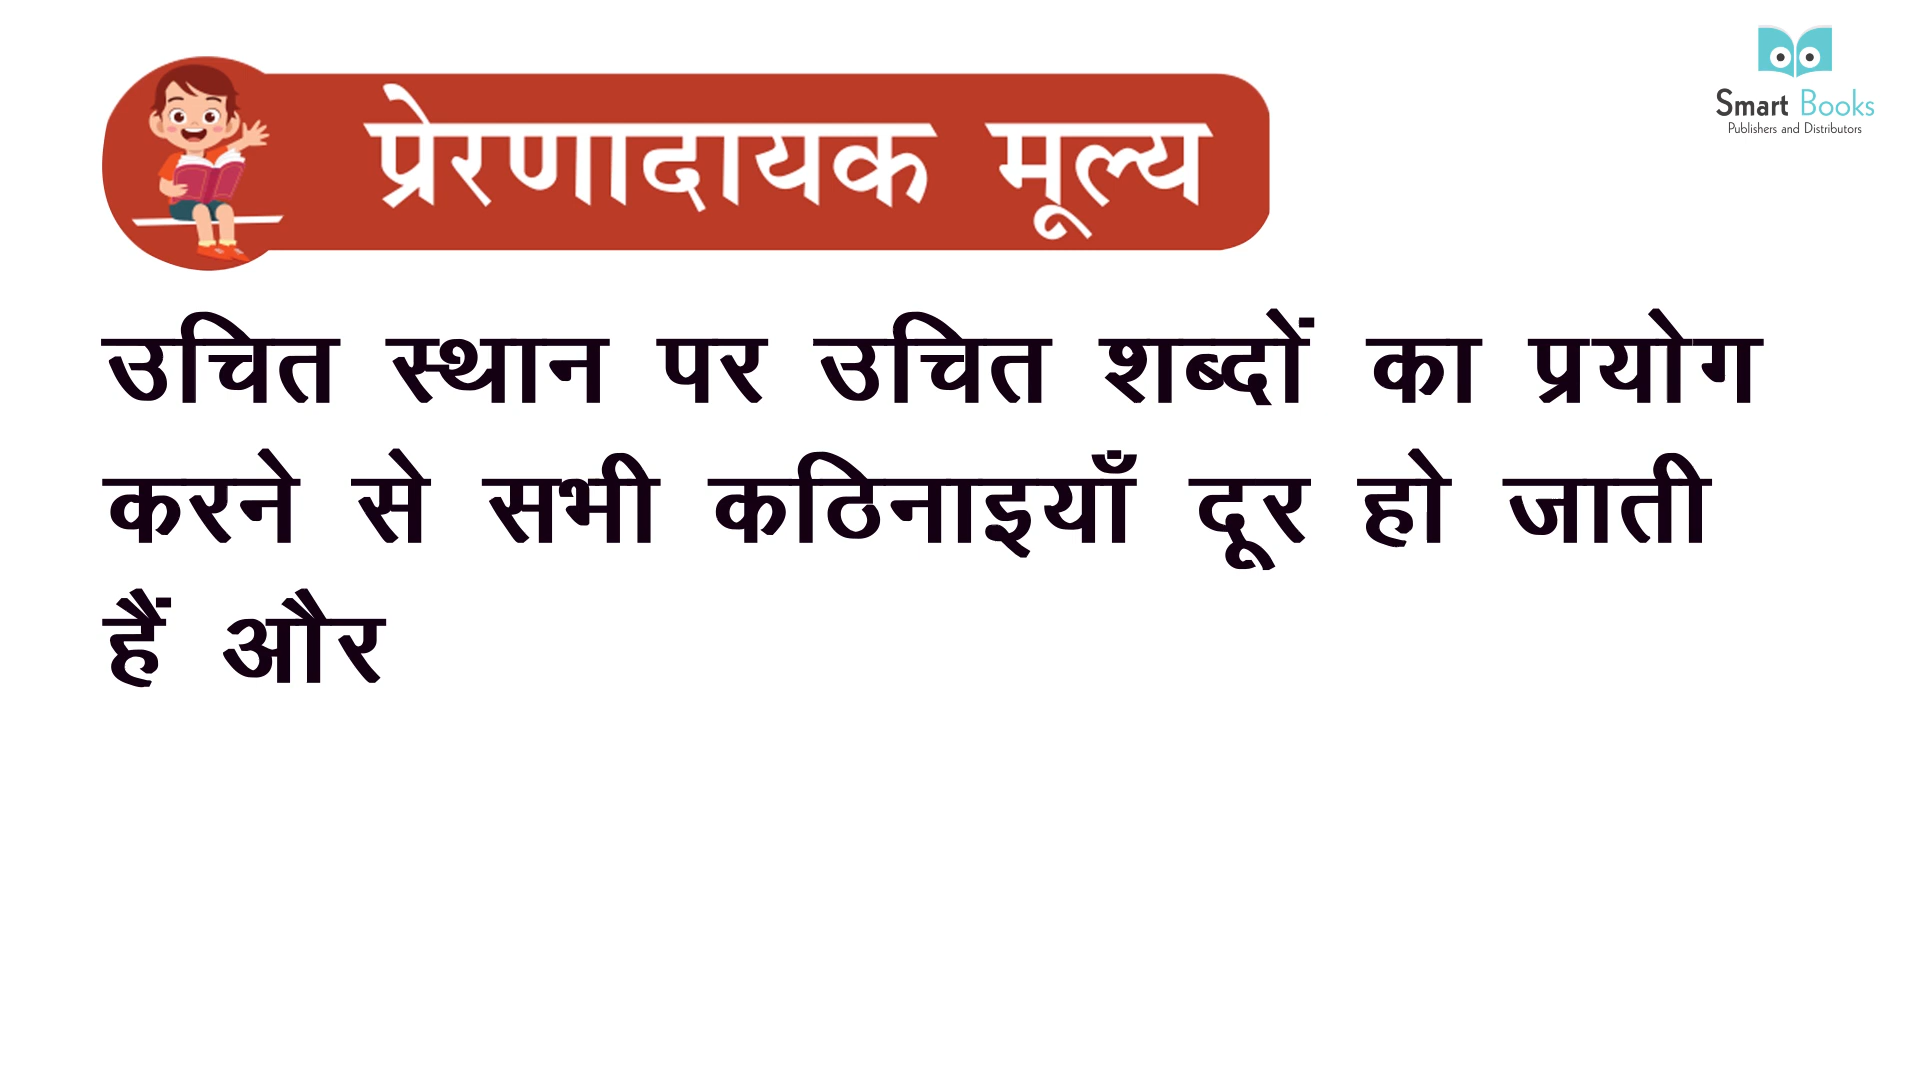 Smart Books
Publishers and Distributors
प्रेरणादायक मूल्य
उचित स्थान पर उचित शब्दों का प्रयोग
करने से सभी कठिनाइयाँ दूर हो जाती
हैं और